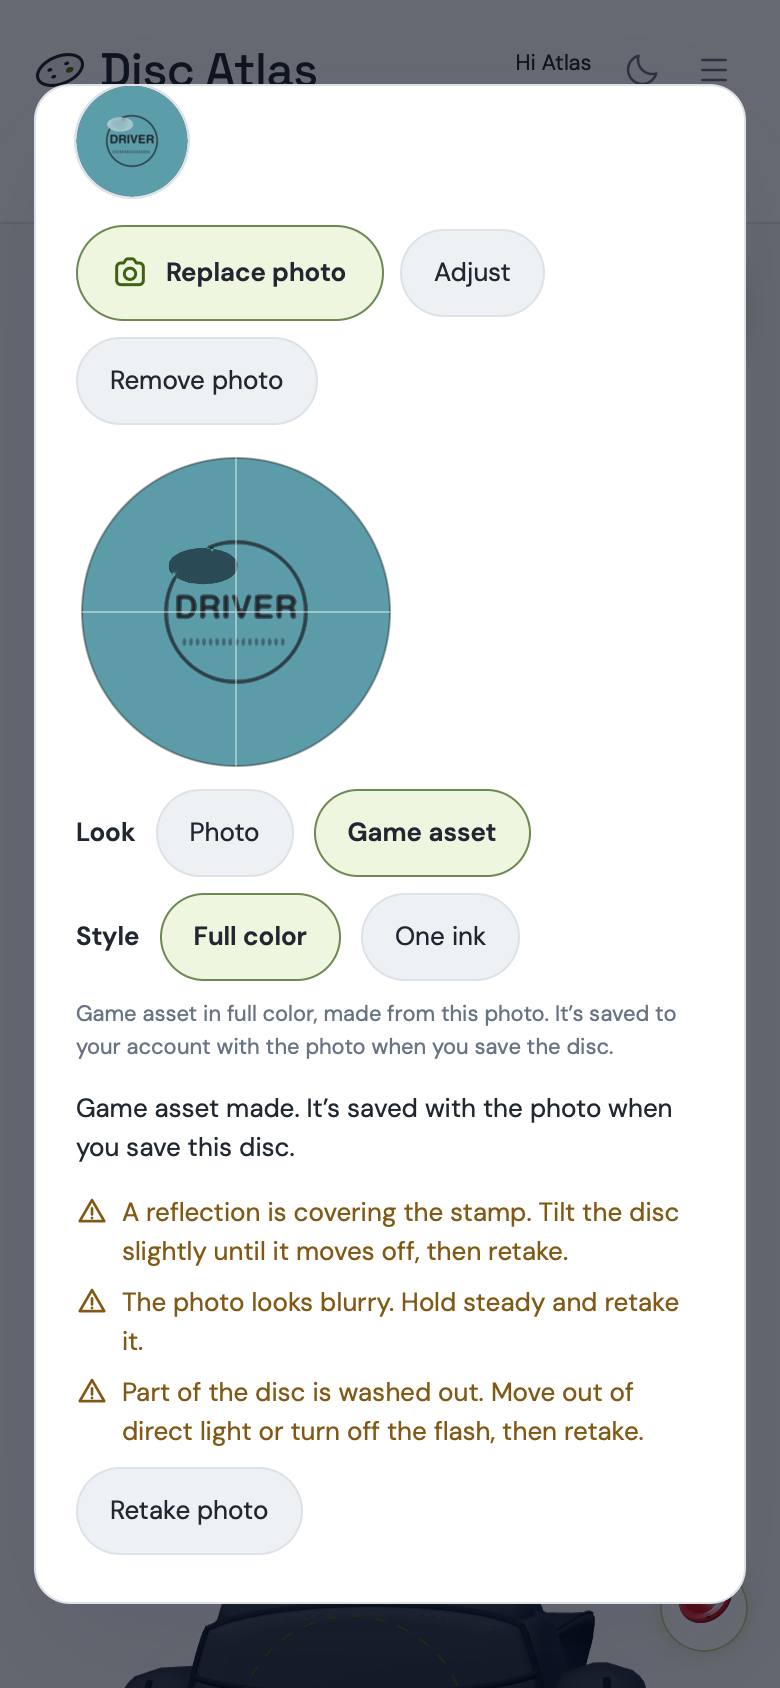 Disc Atlas
Hi Atlas
DRIVER
Replace photo
Adjust
Remove photo
DRIVER
Look
Photo
Game asset
Style
Full color
One ink
Game asset in full color, made from this photo. It’s saved to
your account with the photo when you save the disc.
Game asset made. It’s saved with the photo when
you save this disc.
A reflection is covering the stamp. Tilt the disc
slightly until it moves off, then retake.
The photo looks blurry. Hold steady and retake
it.
Part of the disc is washed out. Move out of
direct light or turn off the flash, then retake.
Retake photo